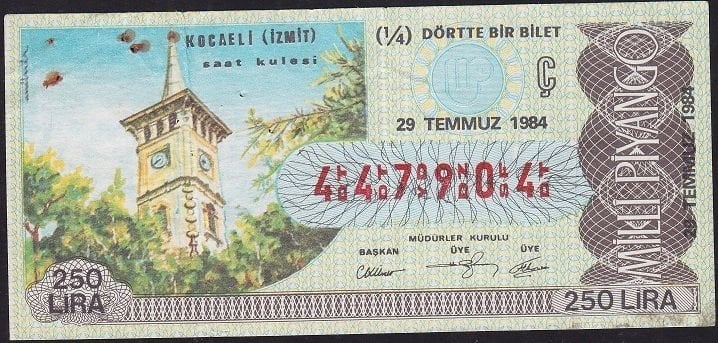 KOCAELİ (İZMİT)
saat kulesi
(1/4) DÖRTTE BİR BİLET
MP
Ç
29 TEMMUZ 1984
447904
MÜDÜRLER KURULU
BAŞKAN ÜYE ÜYE
250
LİRA
250 LİRA
MİLLİ PİYANGO
TEMMUZ 1984